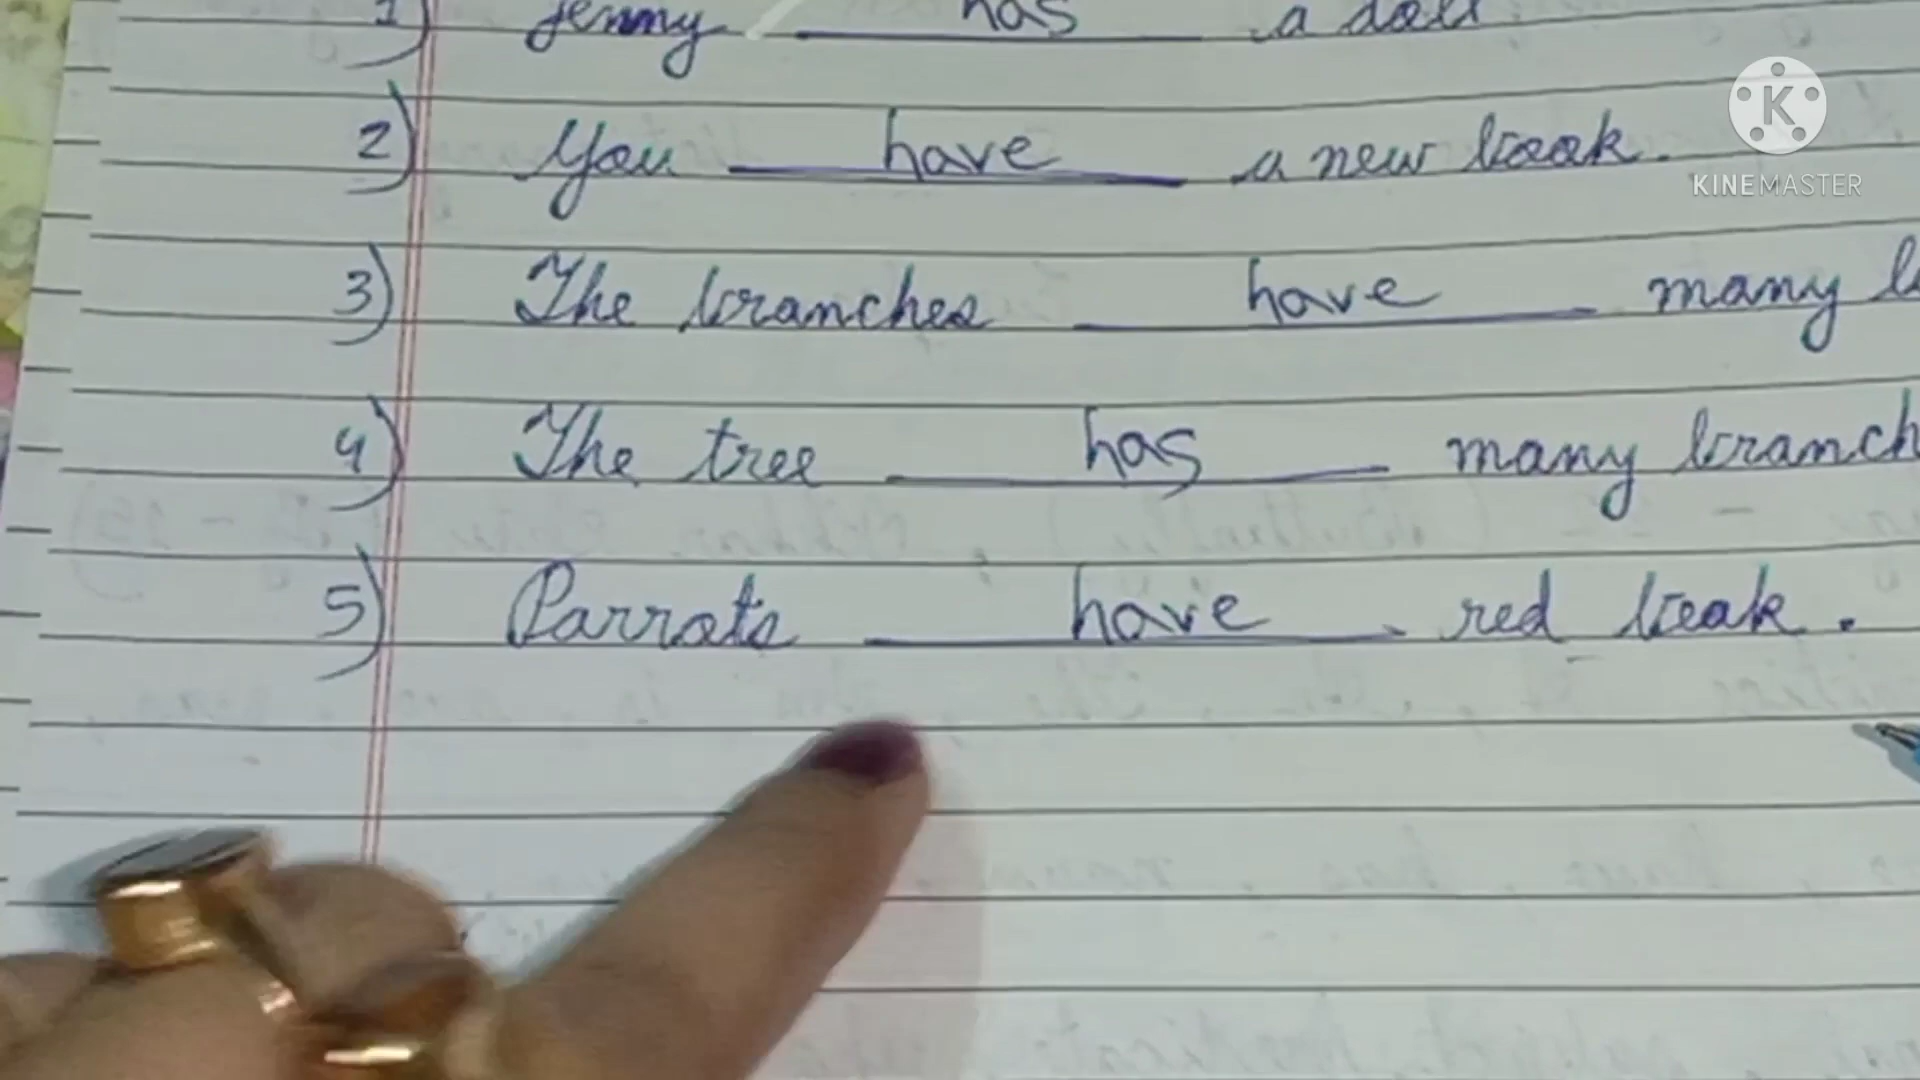 1) Jenny has a doll
2) You have a new book.
3) The branches have many
4) The tree has many branch
5) Parrots have red beak.
K
KINEMASTER